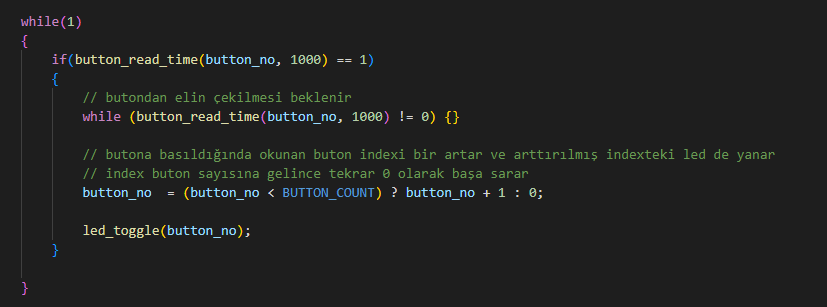 while(1)
{
if(button_read_time(button_no, 1000) == 1)
{
// butondan elin çekilmesi beklenir
while (button_read_time(button_no, 1000) != 0) {}
// butona basıldığında okunan buton indexi bir artar ve arttırılmış indexteki led de yanar
// index buton sayısına gelince tekrar 0 olarak başa sarar
button_no  = (button_no < BUTTON_COUNT) ? button_no + 1 : 0;
led_toggle(button_no);
}
}